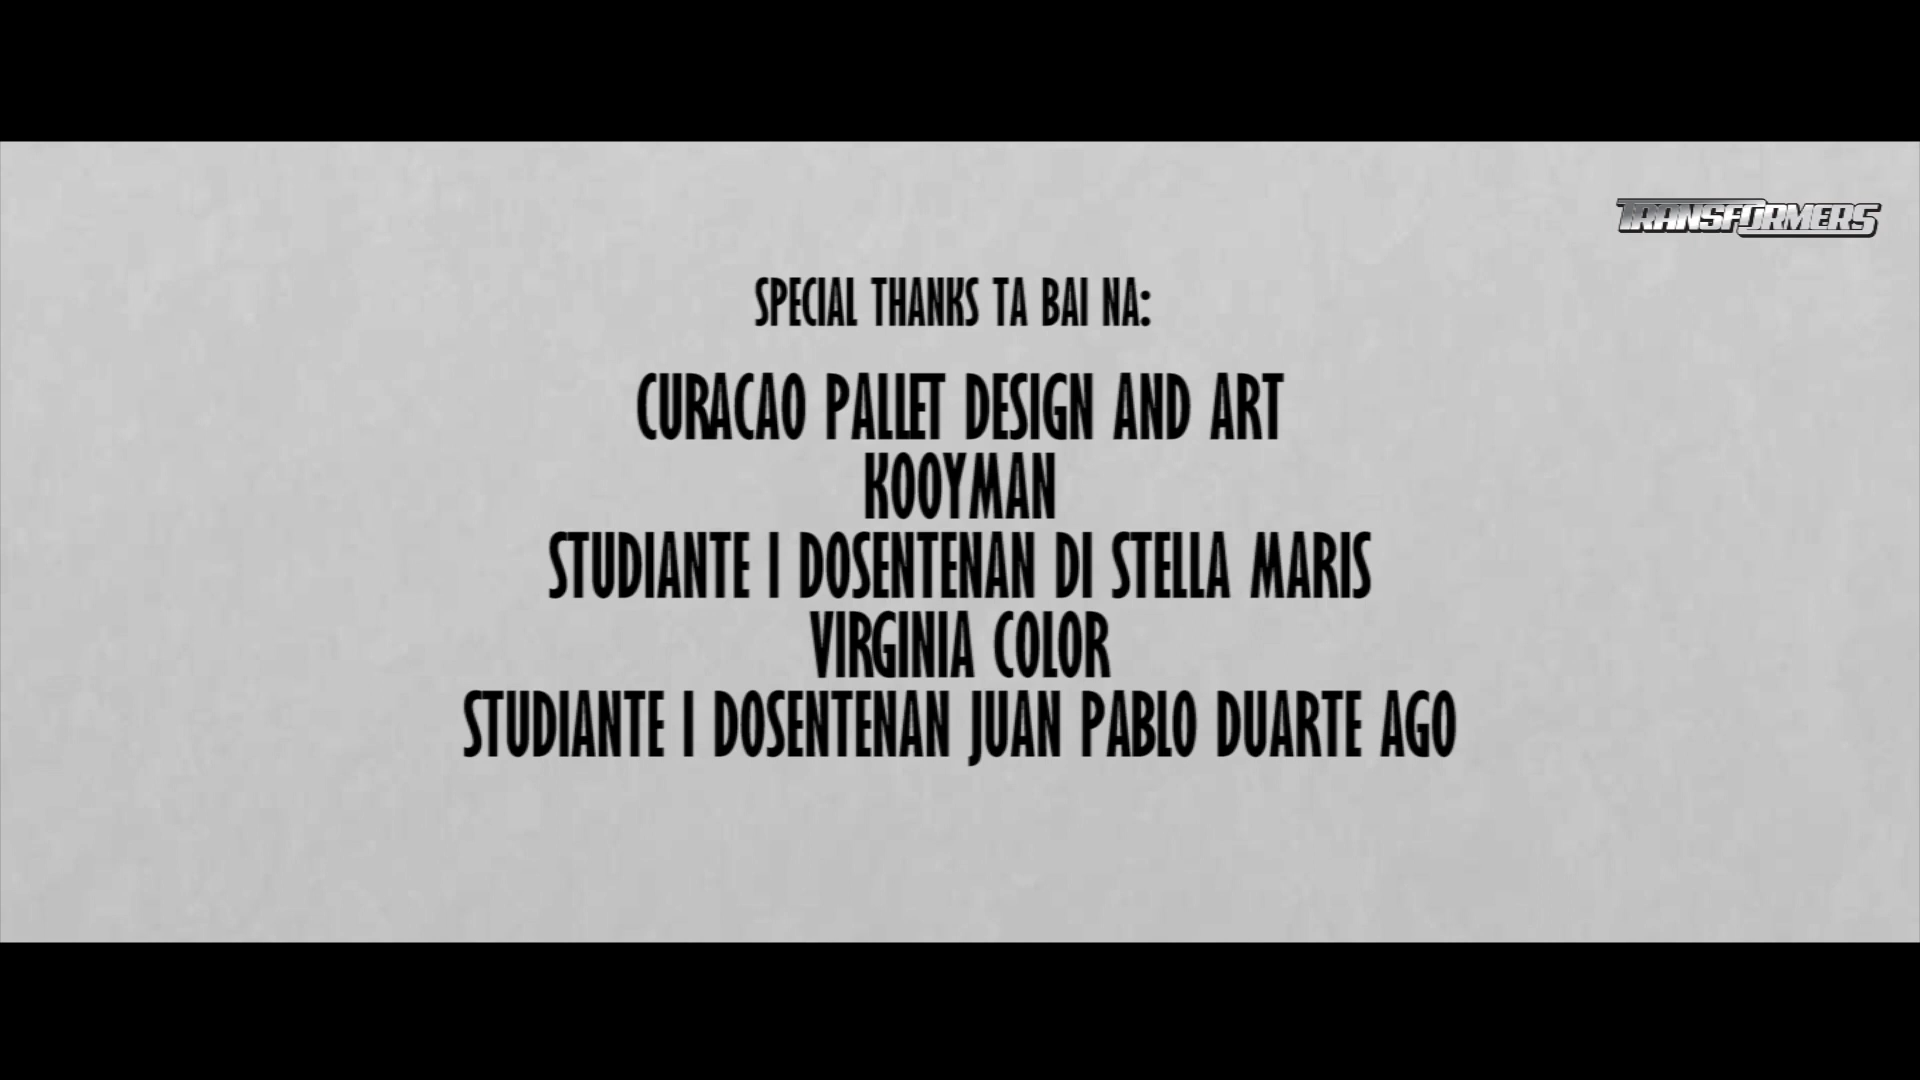 TRANSFORMERS
SPECIAL THANKS TA BAI NA:
CURACAO PALLET DESIGN AND ART
KOOYMAN
STUDIANTE I DOSENTENAN DI STELLA MARIS
VIRGINIA COLOR
STUDIANTE I DOSENTENAN JUAN PABLO DUARTE AGO